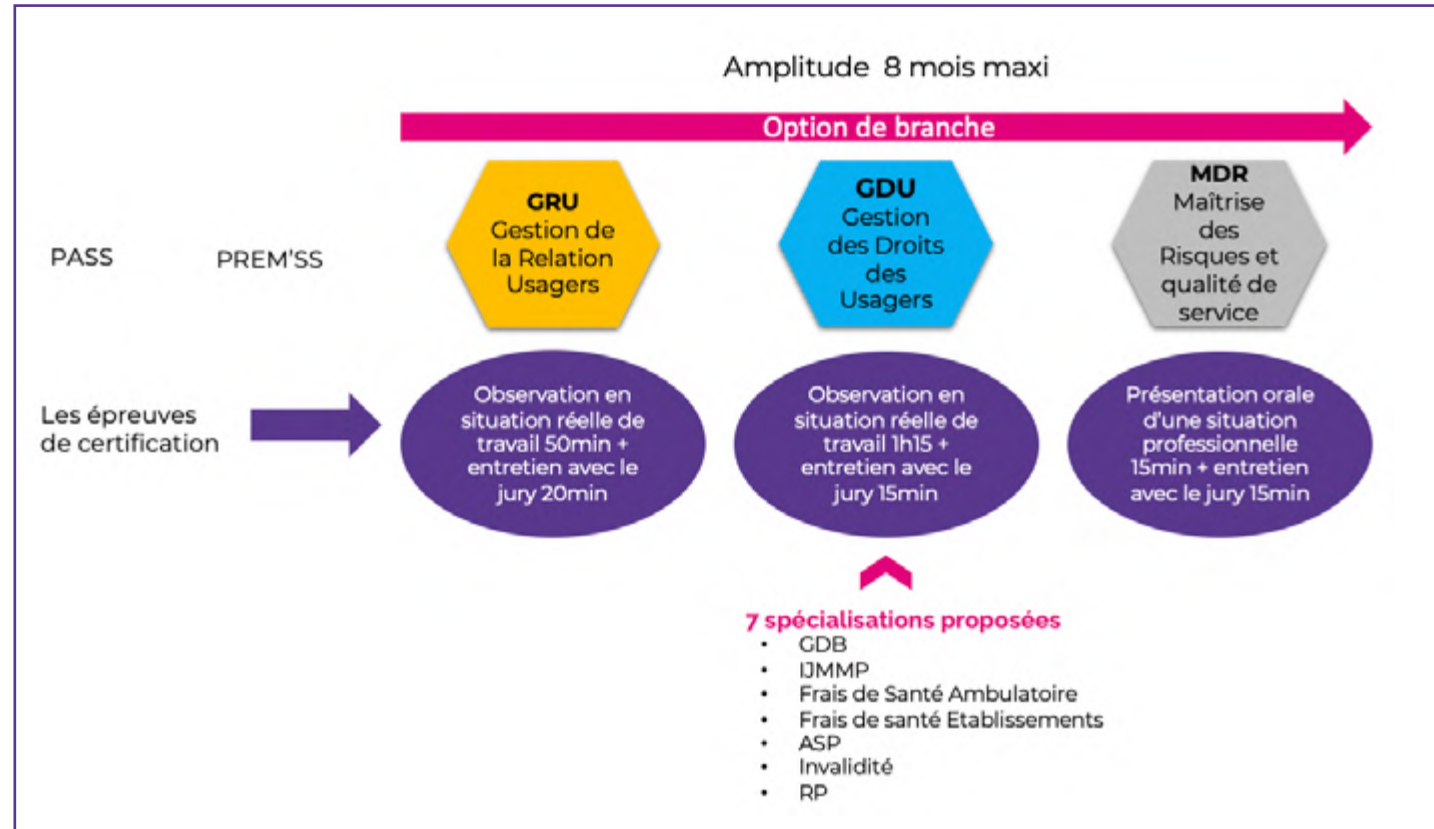 Amplitude 8 mois maxi
Option de branche
PASS
PREM'SS
GRU
Gestion de
la Relation
Usagers
GDU
Gestion
des Droits
des
Usagers
MDR
Maîtrise
des
Risques et
qualité de
service
Les épreuves
de certification
Observation en
situation réelle de
travail 50min +
entretien avec le
jury 20min
Observation en
situation réelle de
travail 1h15 +
entretien avec le
jury 15min
Présentation orale
d'une situation
professionnelle
15min + entretien
avec le jury 15min
7 spécialisations proposées
• GDB
• IJMMP
• Frais de Santé Ambulatoire
• Frais de santé Etablissements
• ASP
• Invalidité
• RP